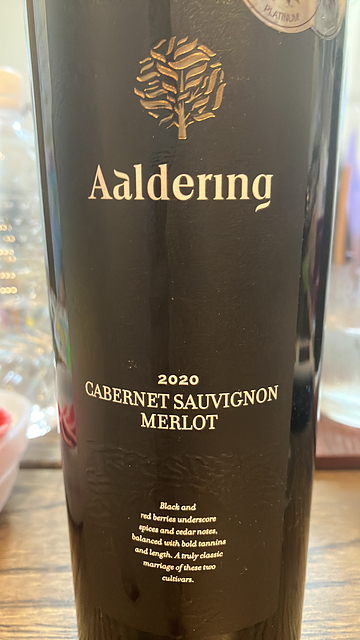 PLATINUM
Aaldering
2020
CABERNET SAUVIGNON
MERLOT
Black and
red berries underscore
spices and cedar notes,
balanced with bold tannins
and length. A truly classic
marriage of these two
cultivars.